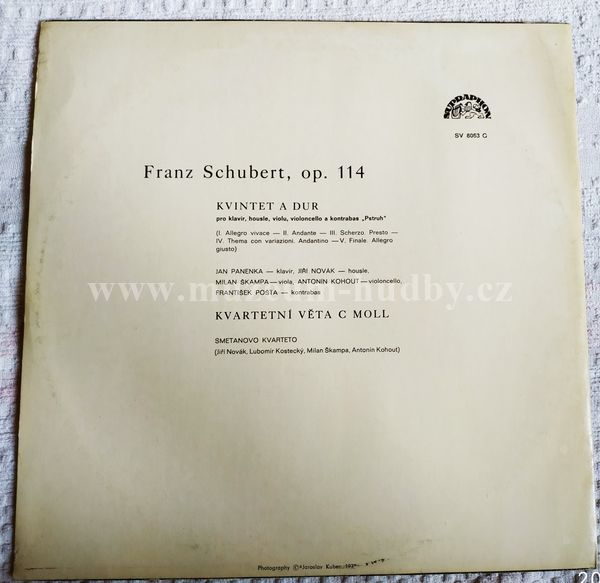 SUPRAPHON
SV 8053 G
Franz Schubert, op. 114
KVINTET A DUR
pro klavír, housle, violu, violoncello a kontrabas „Pstruh"
(I. Allegro vivace — II. Andante — III. Scherzo. Presto —
IV. Thema con variazioni. Andantino — V. Finale. Allegro
giusto)
JAN PANENKA — klavír, JIŘÍ NOVÁK — housle,
MILAN ŠKAMPA — viola, ANTONÍN KOHOUT — violoncello,
FRANTIŠEK POŠTA — kontrabas
KVARTETNÍ VĚTA C MOLL
SMETANOVO KVARTETO
(Jiří Novák, Lubomír Kostecký, Milan Škampa, Antonín Kohout)
Photography © Jaroslav